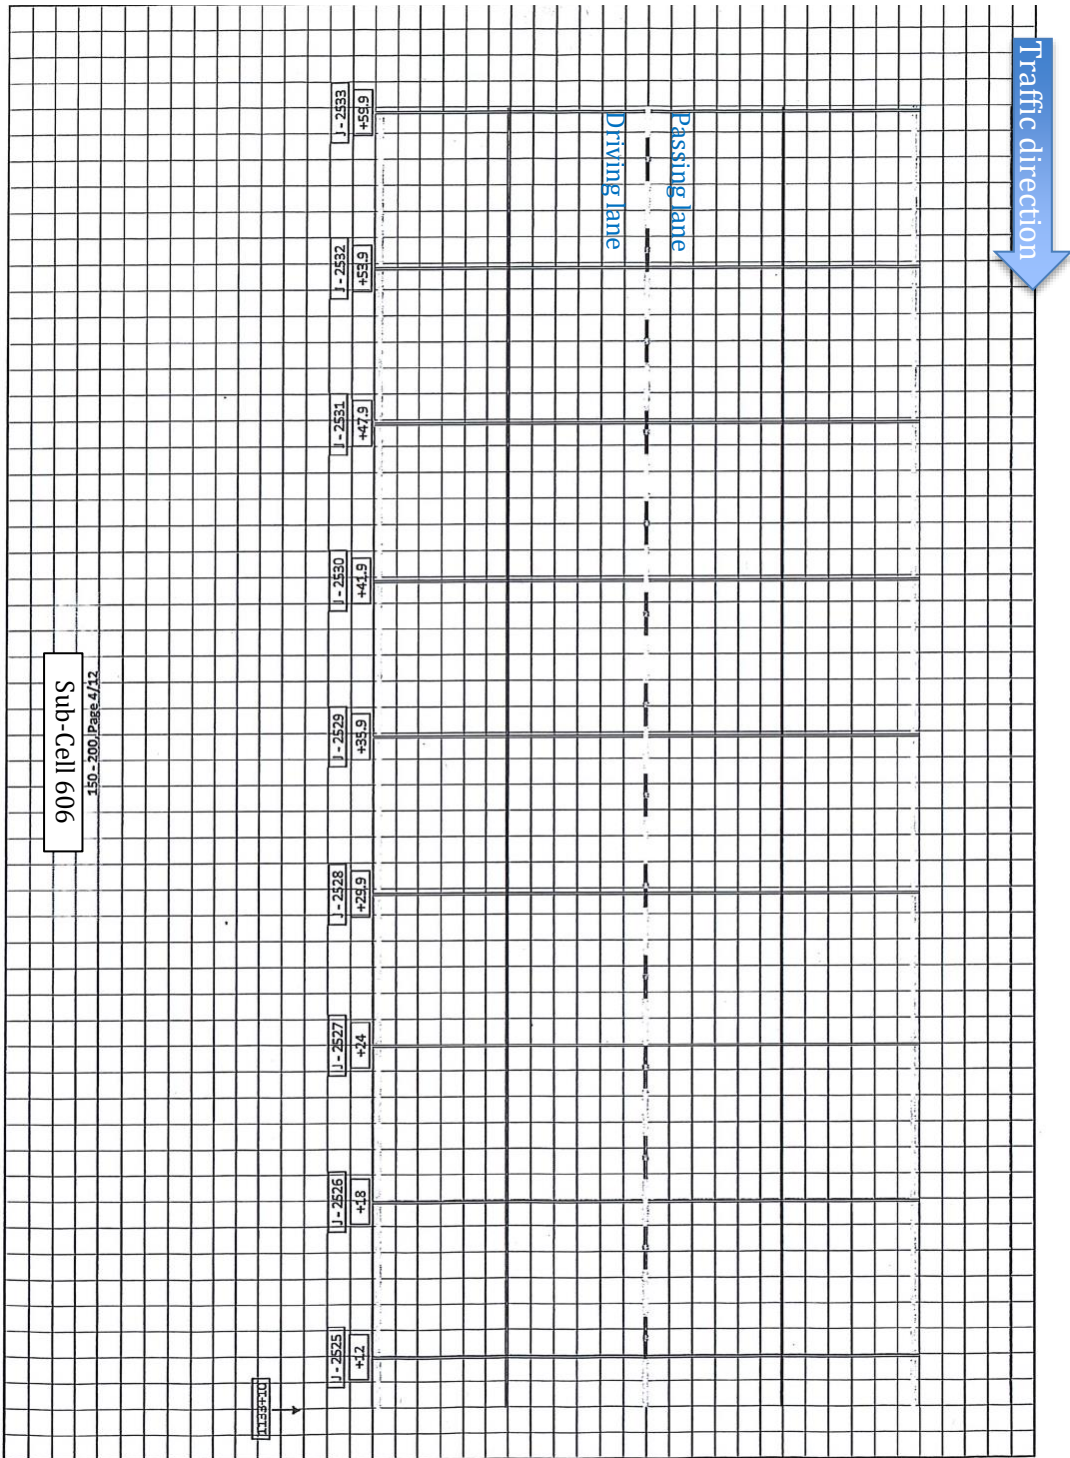 Traffic direction
Passing lane
Driving lane
J - 2533
+59.9
J - 2532
+53.9
J - 2531
+47.9
J - 2530
+41.9
J - 2529
+35.9
J - 2528
+29.9
J - 2527
+24
J - 2526
+18
J - 2525
+12
1133+10
150 - 200, Page 4/12
Sub-Cell 606